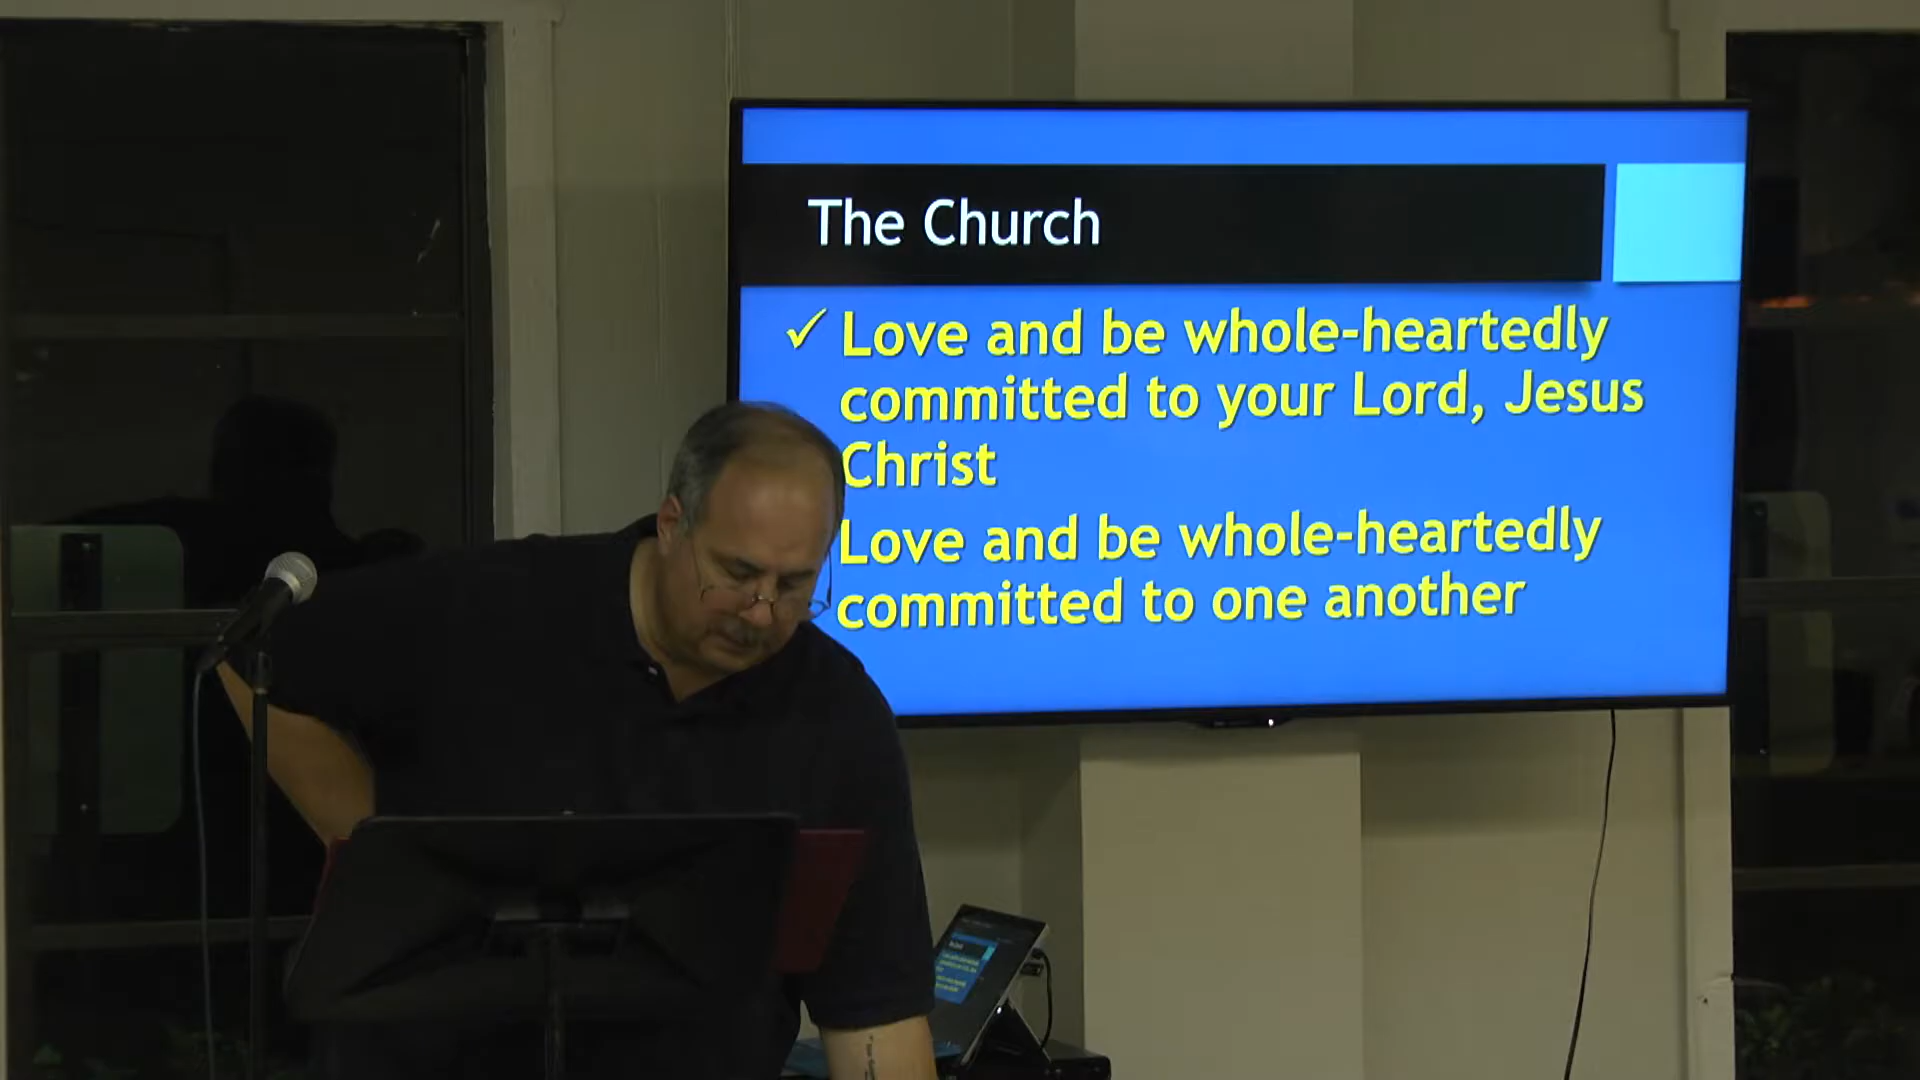 The Church
✓ Love and be whole-heartedly
committed to your Lord, Jesus
Christ
Love and be whole-heartedly
committed to one another